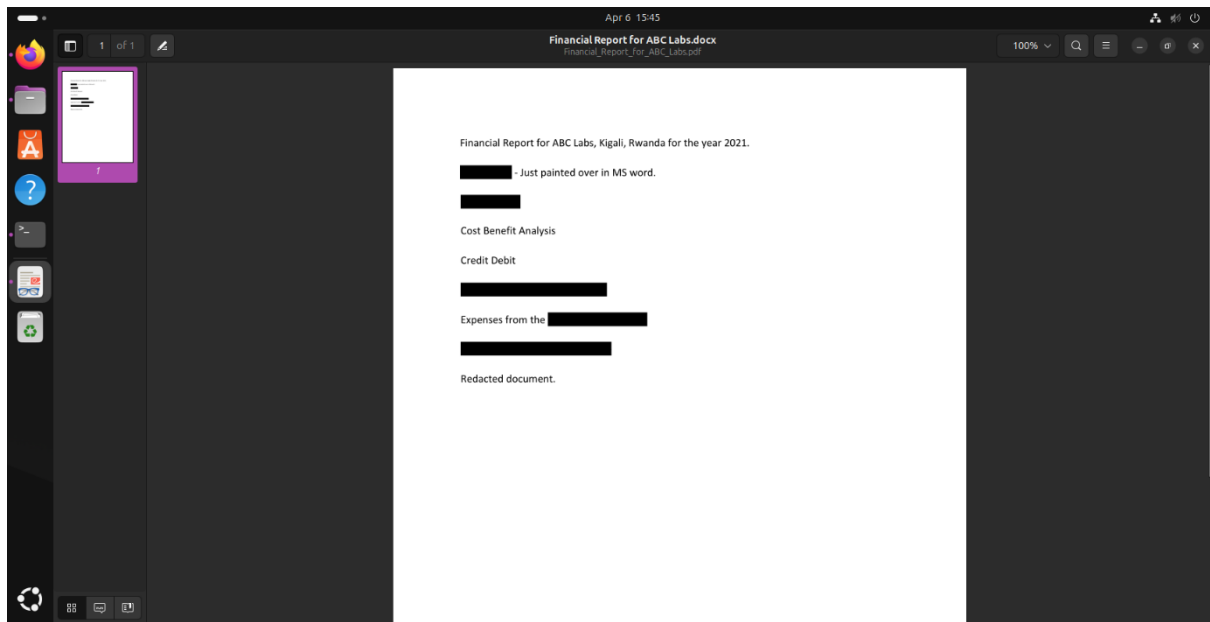 Apr 6 15:45
1 of 1
Financial Report for ABC Labs.docx
Financial_Report_for_ABC_Labs.pdf
100%
1
Financial Report for ABC Labs, Kigali, Rwanda for the year 2021.
- Just painted over in MS word.
Cost Benefit Analysis
Credit Debit
Expenses from the
Redacted document.